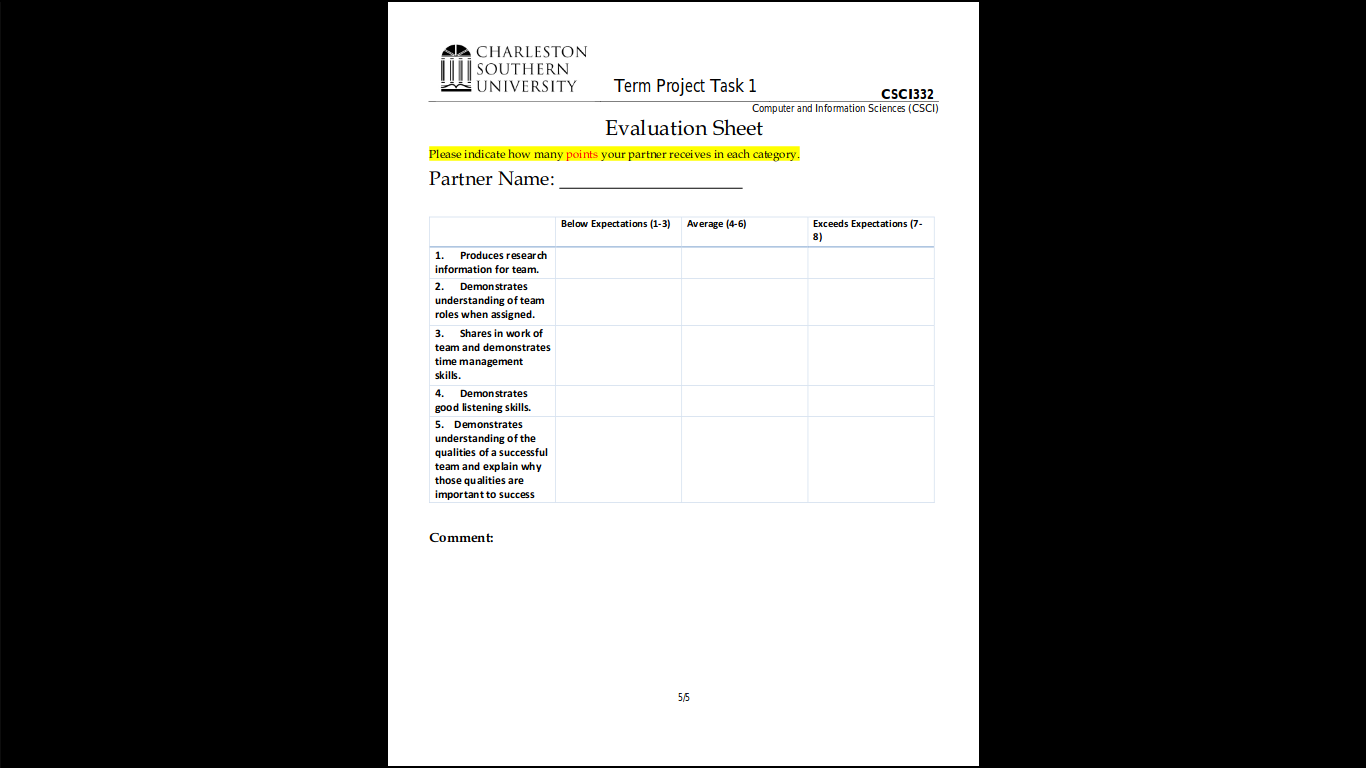 CHARLESTON
SOUTHERN
UNIVERSITY
Term Project Task 1
CSCI332
Computer and Information Sciences (CSCI)
Evaluation Sheet
Please indicate how many points your partner receives in each category.
Partner Name: ___________________
Below Expectations (1-3)
Average (4-6)
Exceeds Expectations (7-
8)
1. Produces research
information for team.
2. Demonstrates
understanding of team
roles when assigned.
3. Shares in work of
team and demonstrates
time management
skills.
4. Demonstrates
good listening skills.
5. Demonstrates
understanding of the
qualities of a successful
team and explain why
those qualities are
important to success
Comment:
5/5